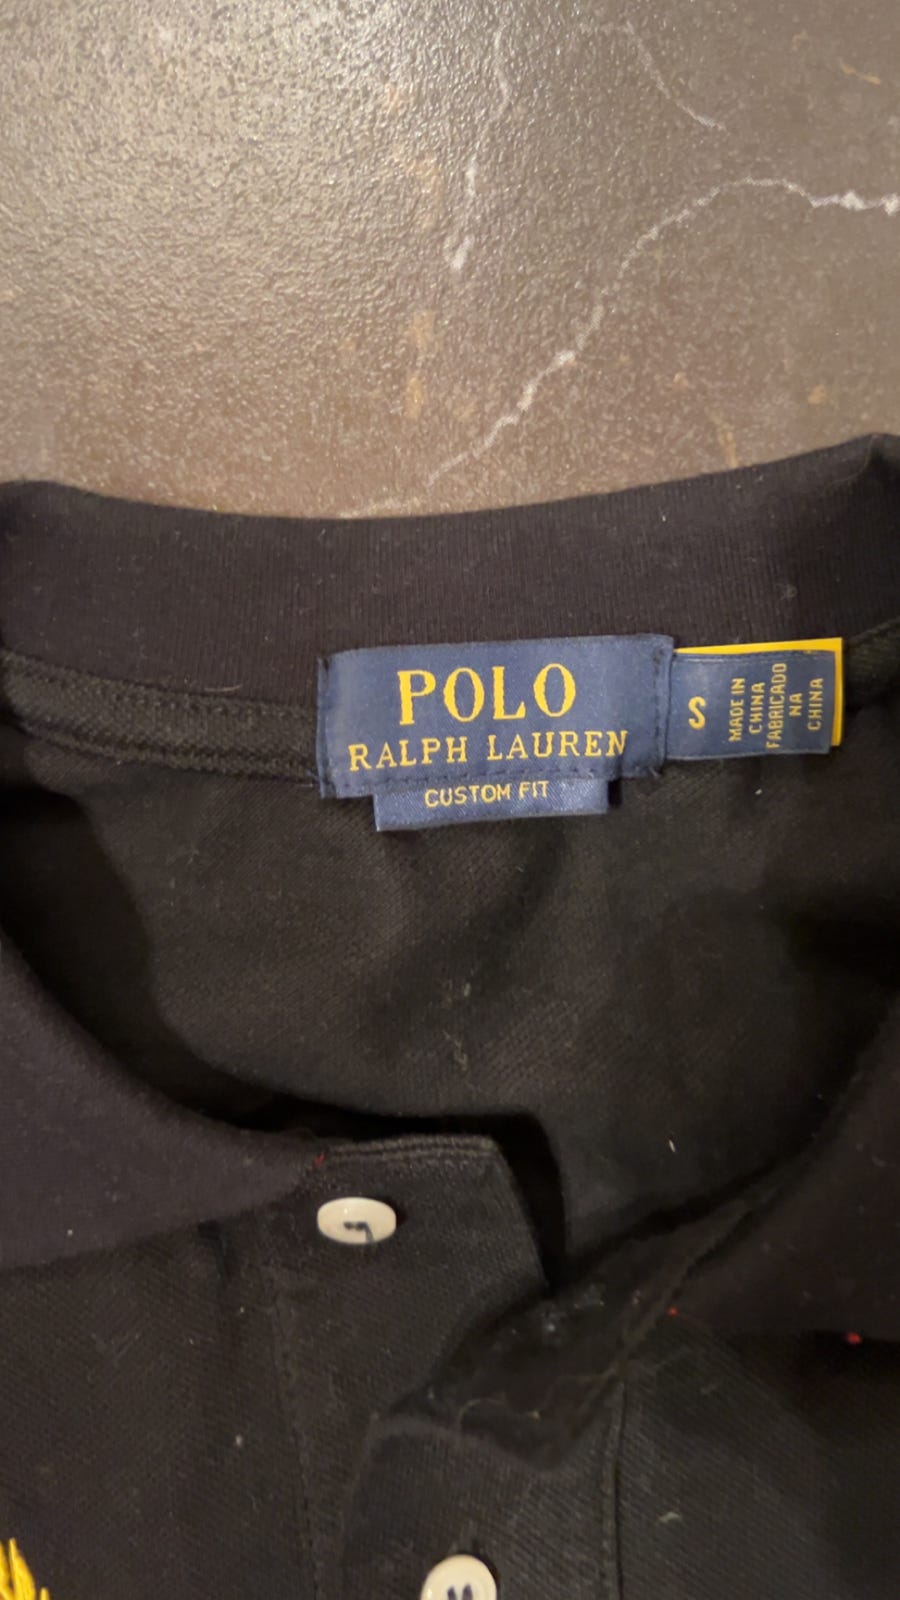 POLO
RALPH LAUREN
CUSTOM FIT
S
MADE IN
CHINA
FABRICADO
NA
CHINA